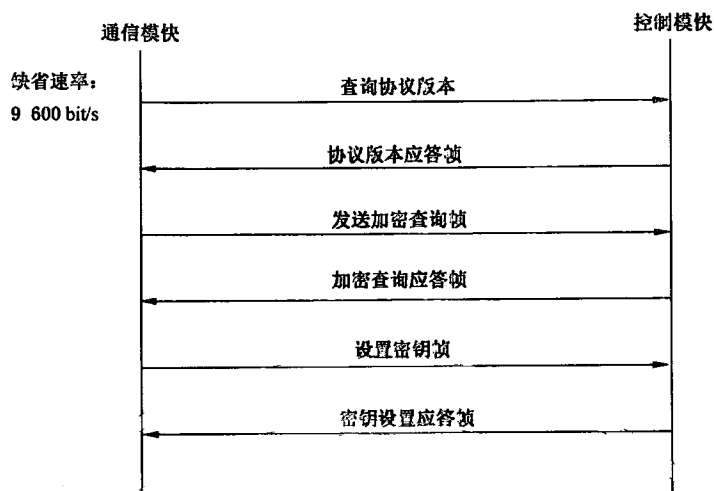 通信模快
控制模快
缺省速率：
9 600 bit/s
查询协议版本
协议版本应答帧
发送加密查询帧
加密查询应答帧
设置密钥帧
密钥设置应答帧